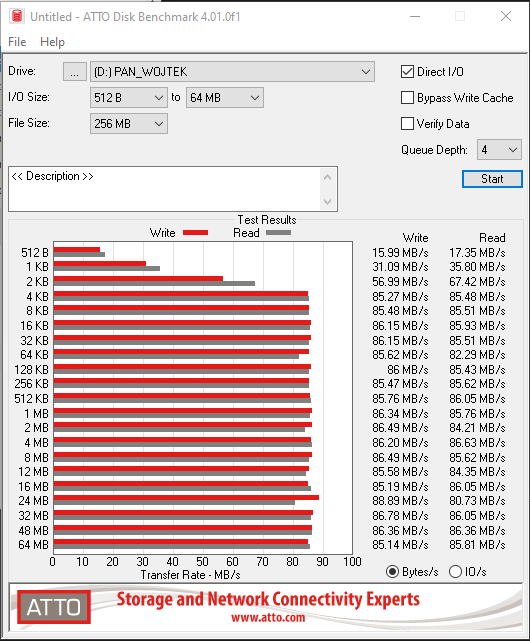 Untitled - ATTO Disk Benchmark 4.01.0f1
File Help
Drive: ... (D:) PAN_WOJTEK
Direct I/O
I/O Size: 512 B to 64 MB
Bypass Write Cache
File Size: 256 MB
Verify Data
Queue Depth: 4
<< Description >>
Start
Test Results
Write Read Write Read
512 B 15.99 MB/s 17.35 MB/s
1 KB 31.09 MB/s 35.80 MB/s
2 KB 56.99 MB/s 67.42 MB/s
4 KB 85.27 MB/s 85.48 MB/s
8 KB 85.48 MB/s 85.51 MB/s
16 KB 86.15 MB/s 85.93 MB/s
32 KB 86.15 MB/s 85.51 MB/s
64 KB 85.62 MB/s 82.29 MB/s
128 KB 86 MB/s 85.43 MB/s
256 KB 85.47 MB/s 85.62 MB/s
512 KB 85.76 MB/s 86.05 MB/s
1 MB 86.34 MB/s 85.76 MB/s
2 MB 86.49 MB/s 84.21 MB/s
4 MB 86.20 MB/s 86.63 MB/s
8 MB 86.49 MB/s 85.62 MB/s
12 MB 85.58 MB/s 84.35 MB/s
16 MB 85.19 MB/s 86.05 MB/s
24 MB 88.89 MB/s 80.73 MB/s
32 MB 86.78 MB/s 86.05 MB/s
48 MB 86.36 MB/s 86.36 MB/s
64 MB 85.14 MB/s 85.81 MB/s
0 10 20 30 40 50 60 70 80 90 100
Transfer Rate - MB/s
Bytes/s IO/s
ATTO
Storage and Network Connectivity Experts
www.atto.com